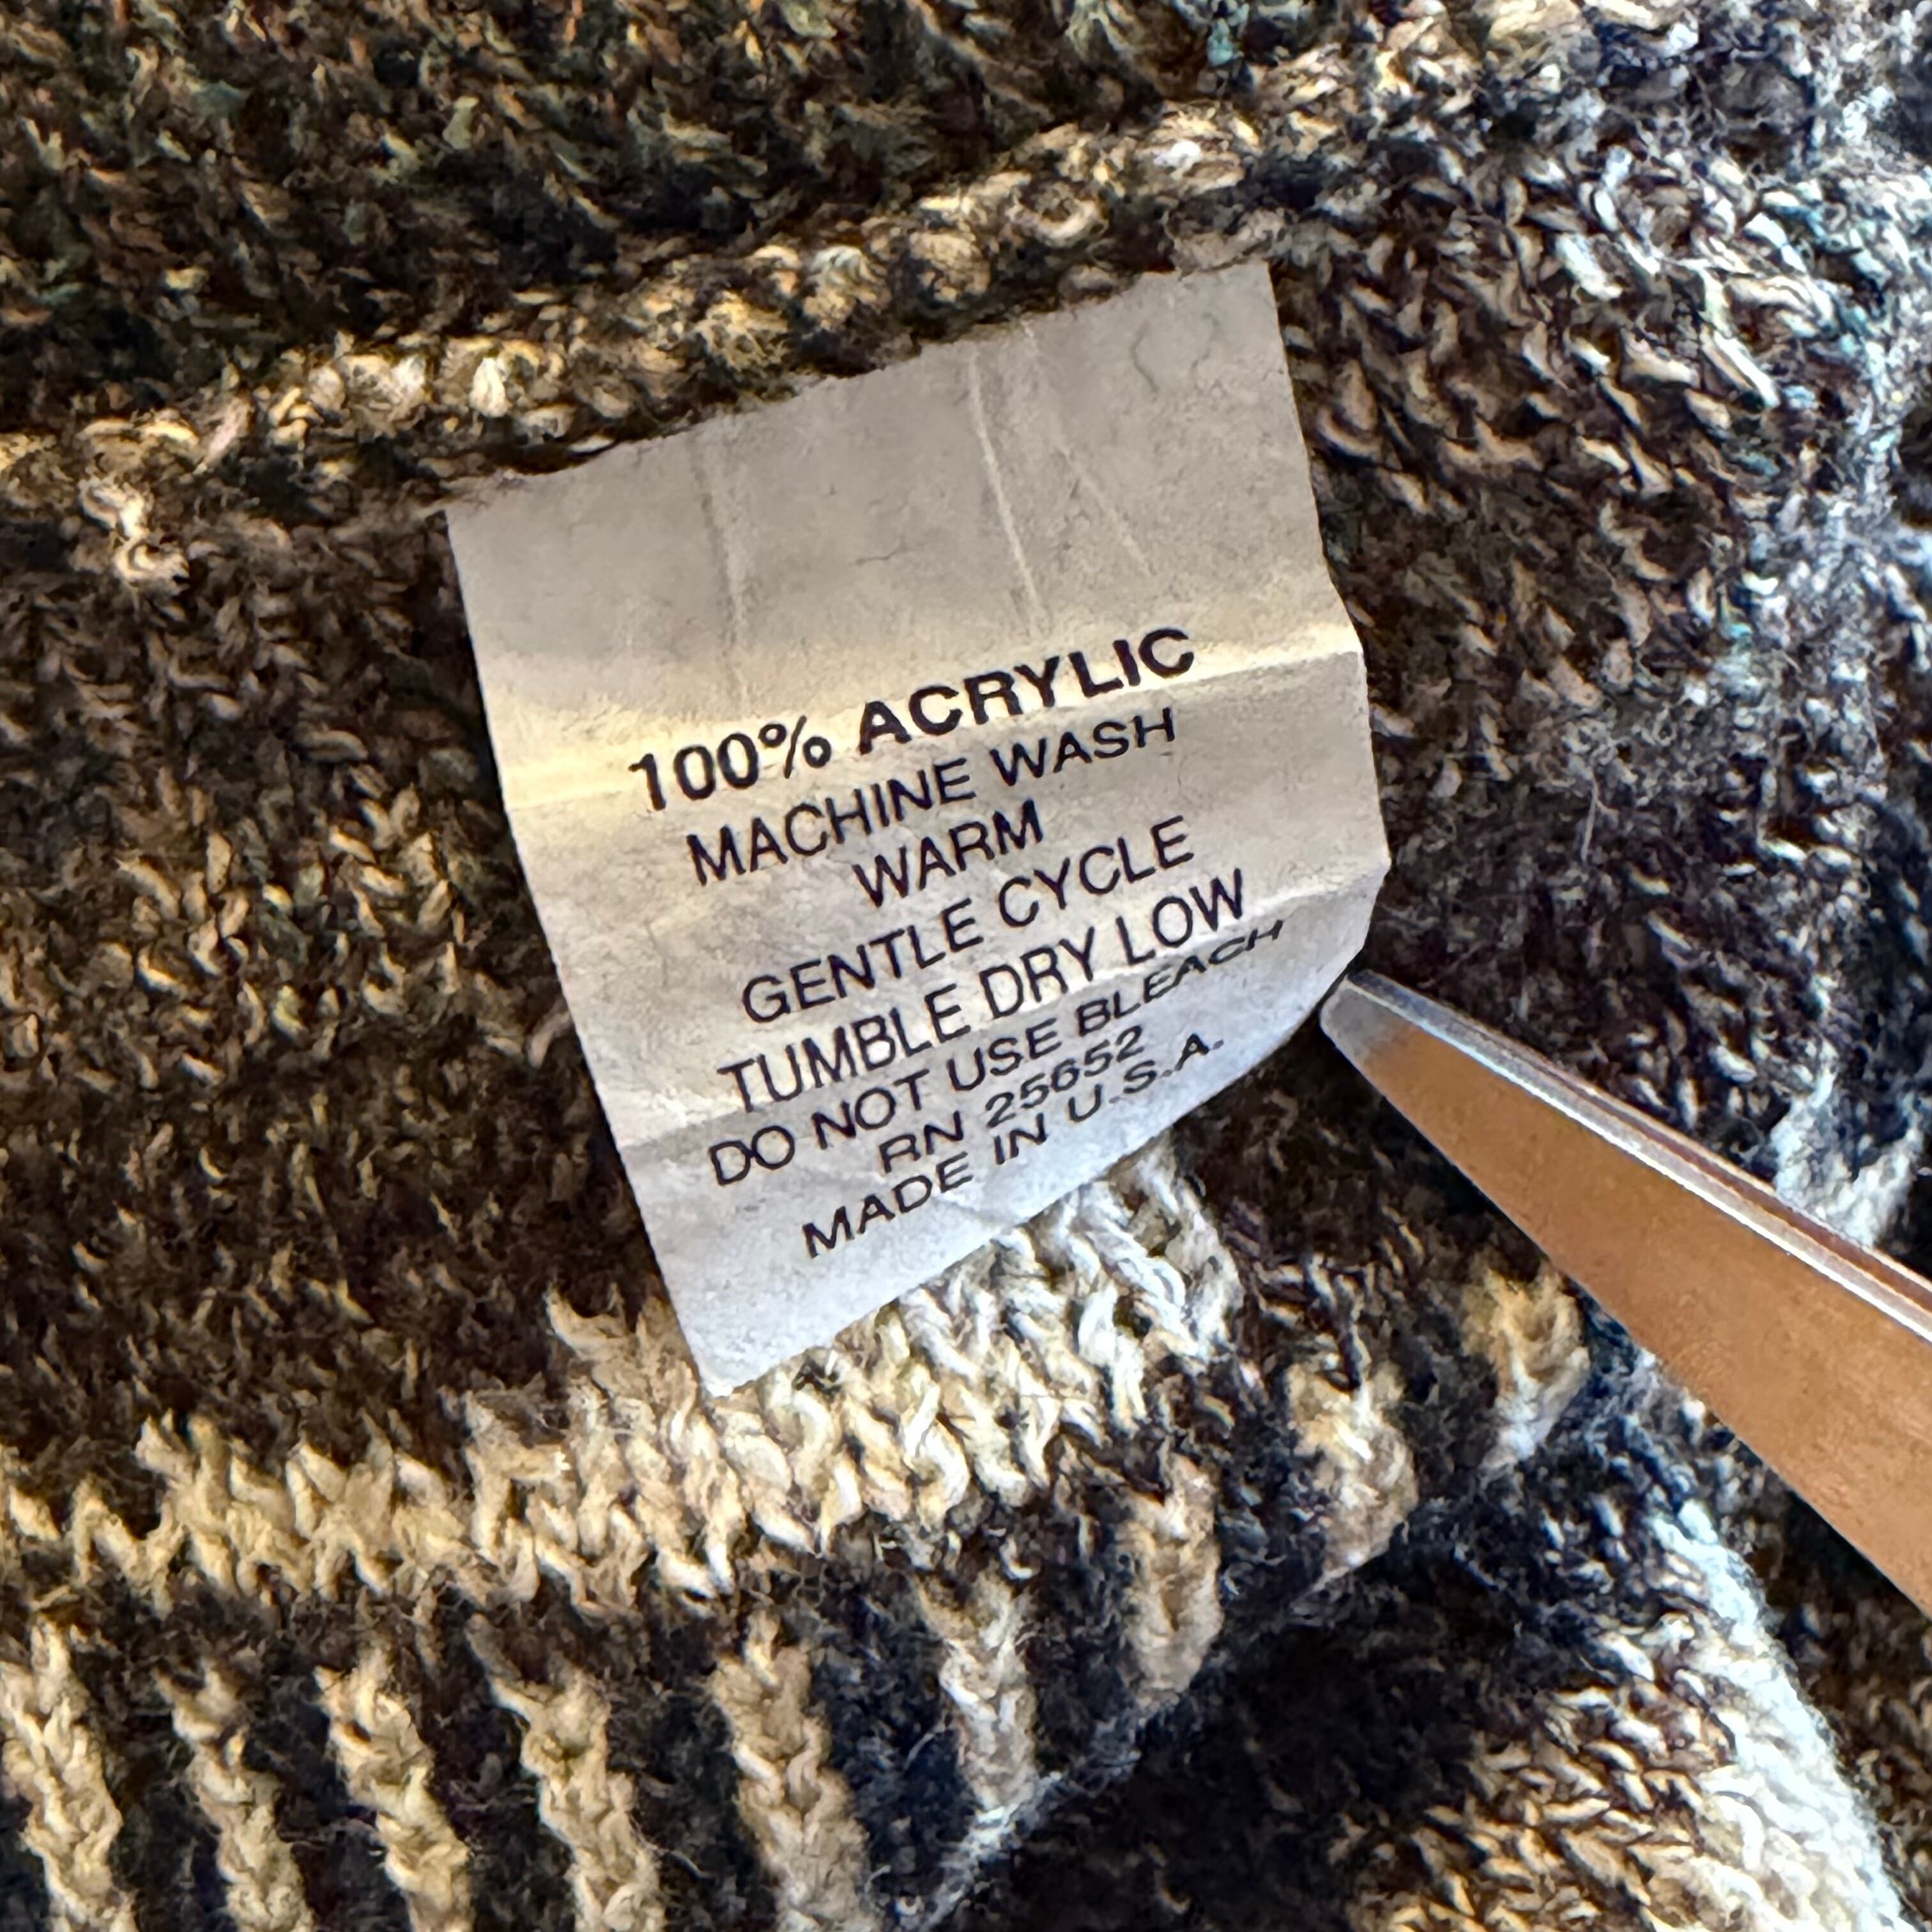 100% ACRYLIC
MACHINE WASH
WARM
GENTLE CYCLE
TUMBLE DRY LOW
DO NOT USE BLEACH
RN 25652
MADE IN U.S.A.